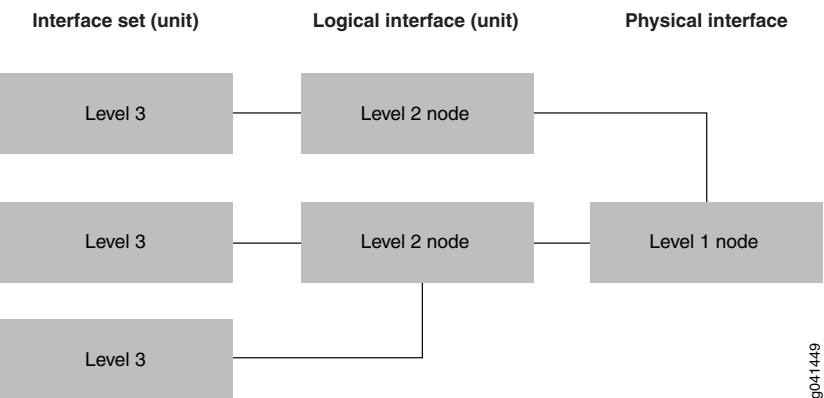 Interface set (unit)
Logical interface (unit)
Physical interface
Level 3
Level 2 node
Level 3
Level 2 node
Level 1 node
Level 3
g041449